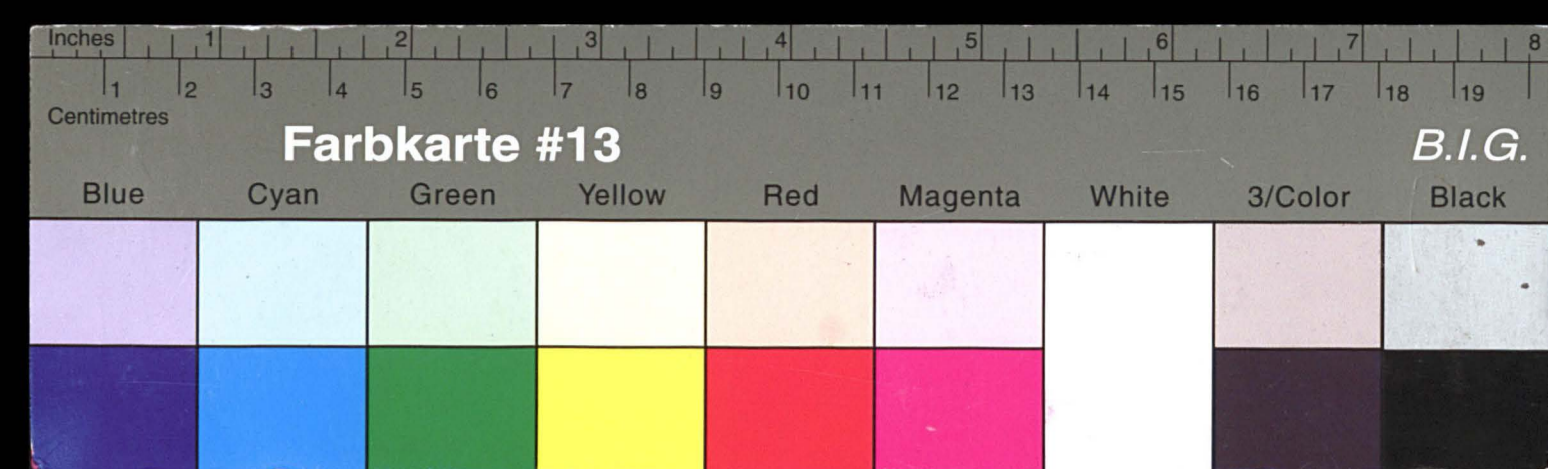 Inches 1 2 3 4 5 6 7 8
1 2 3 4 5 6 7 8 9 10 11 12 13 14 15 16 17 18 19
Centimetres
Farbkarte #13 B.I.G.
Blue Cyan Green Yellow Red Magenta White 3/Color Black